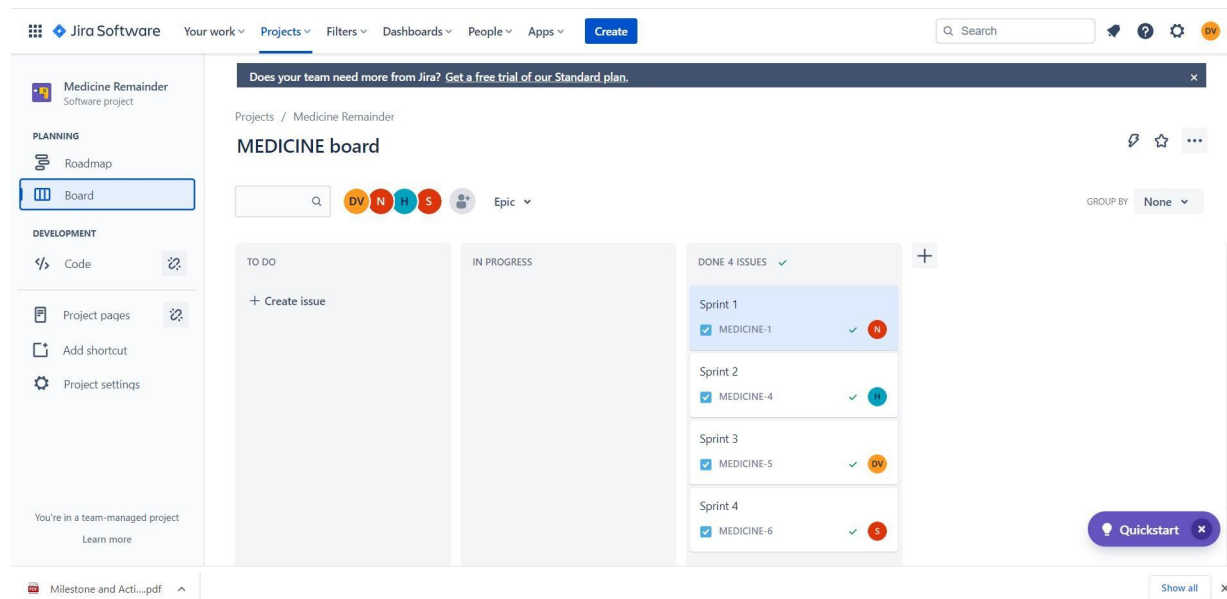 Jira Software Your work Projects Filters Dashboards People Apps Create Search DV
Does your team need more from Jira? Get a free trial of our Standard plan.
Medicine Remainder
Software project
PLANNING
Roadmap
Board
DEVELOPMENT
Code
Project pages
Add shortcut
Project settings
You're in a team-managed project
Learn more
Projects / Medicine Remainder
MEDICINE board
DV N H S Epic GROUP BY None
TO DO
+ Create issue
IN PROGRESS
DONE 4 ISSUES
Sprint 1
MEDICINE-1 N
Sprint 2
MEDICINE-4 H
Sprint 3
MEDICINE-5 DV
Sprint 4
MEDICINE-6 S
Quickstart
PDF Milestone and Acti....pdf Show all